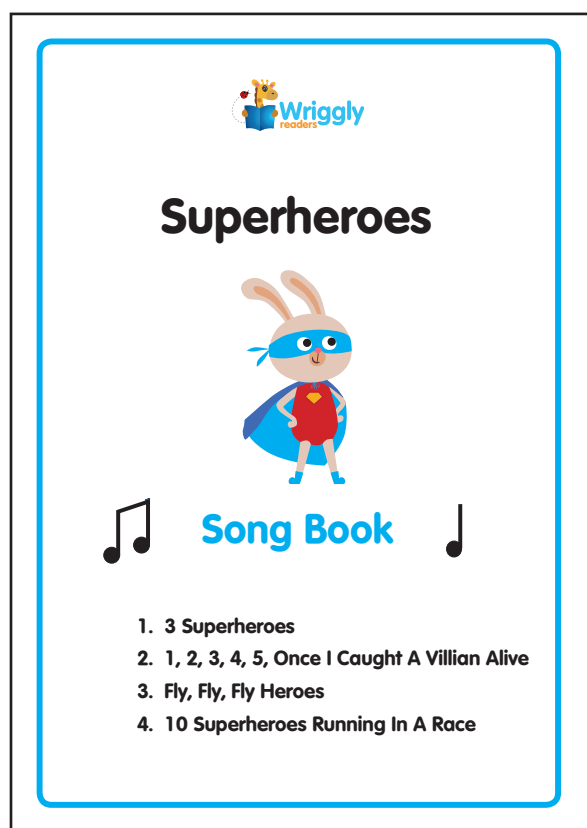 Wriggly
readers
Superheroes
Song Book
1. 3 Superheroes
2. 1, 2, 3, 4, 5, Once I Caught A Villian Alive
3. Fly, Fly, Fly Heroes
4. 10 Superheroes Running In A Race